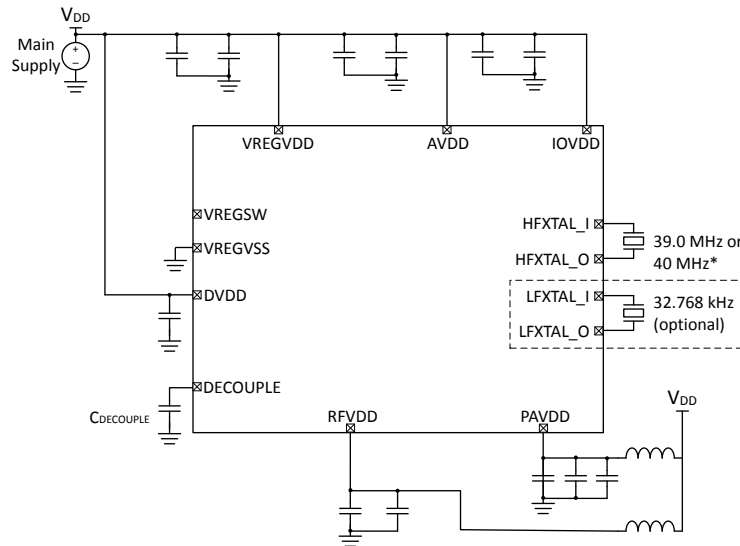 VDD
Main
Supply
+
−
VREGVDD
AVDD
IOVDD
VREGSW
HFXTAL_I
VREGVSS
HFXTAL_O
39.0 MHz or
40 MHz*
DVDD
LFXTAL_I
LFXTAL_O
32.768 kHz
(optional)
DECOUPLE
CDECOUPLE
RFVDD
PAVDD
VDD